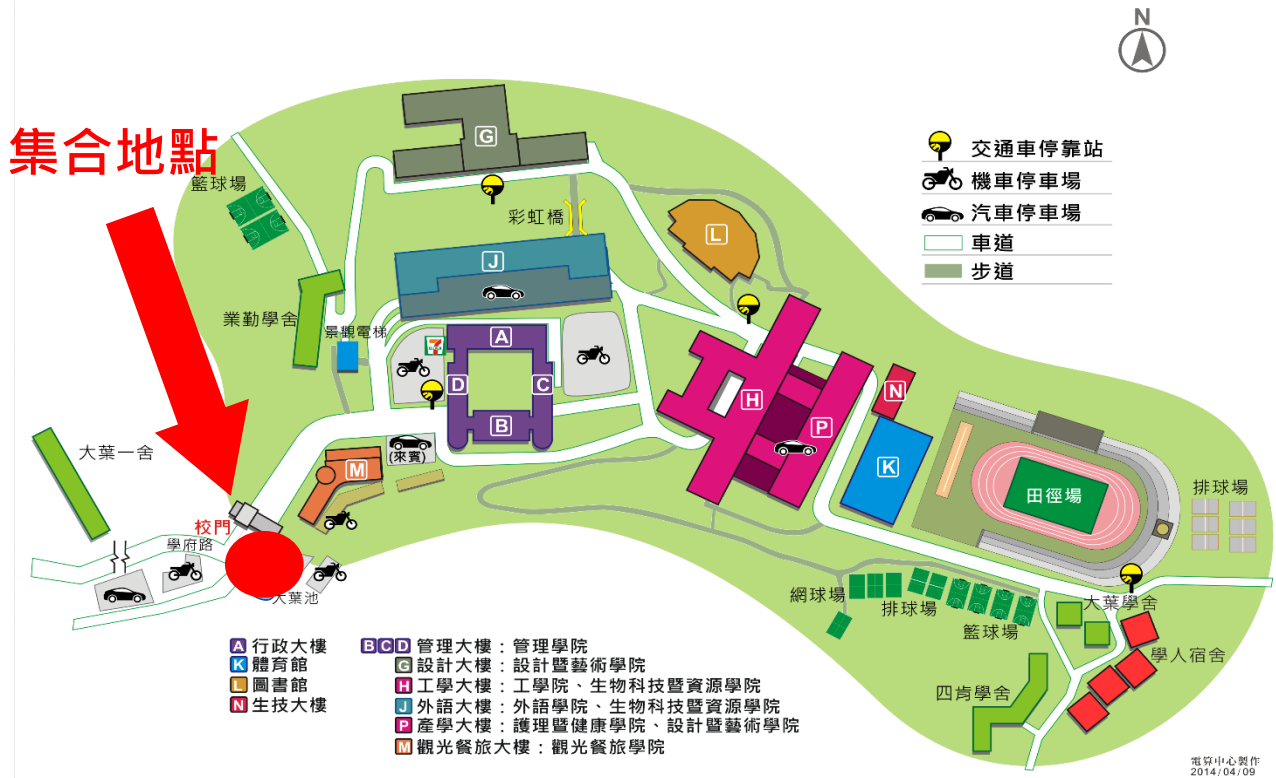 N
集合地點
籃球場
G
交通車停靠站
機車停車場
汽車停車場
車道
步道
彩虹橋
L
J
業勤學舍
景觀電梯
A
D
C
B
H
N
P
K
(來賓)
M
大葉一舍
田徑場
排球場
校門
學府路
大葉池
網球場
排球場
籃球場
大葉學舍
學人宿舍
四肯學舍
A 行政大樓
K 體育館
L 圖書館
N 生技大樓
BCD 管理大樓：管理學院
G 設計大樓：設計暨藝術學院
H 工學大樓：工學院、生物科技暨資源學院
J 外語大樓：外語學院、生物科技暨資源學院
P 產學大樓：護理暨健康學院、設計暨藝術學院
M 觀光餐旅大樓：觀光餐旅學院
電算中心製作
2014/04/09